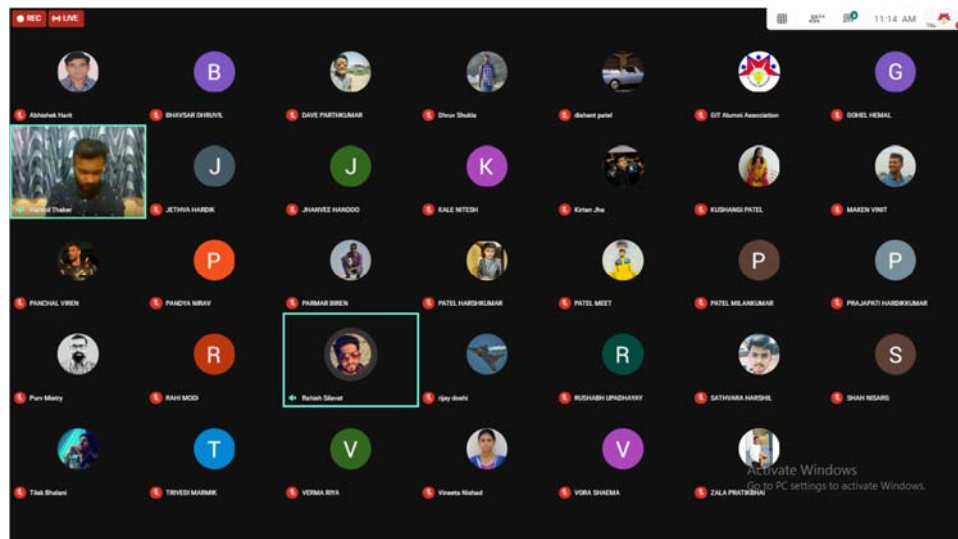 REC LIVE
11:14 AM
You
B G
Abhishek Harit BHAVSAR DHRUVIL DAVE PARTHKUMAR Dhruv Shukla dishant patel GIT Alumni Association GOHEL HEMAL
J J K
Thaker JETHVA HARDIK JHANVEE HANDOO KALE NITESH Kirtan Jha KUSHANGI PATEL MAKEN VINIT
P P P
PANCHAL VIREN PANDYA NIRAV PARMAR BIREN PATEL HARSHKUMAR PATEL MEET PATEL MILANKUMAR PRAJAPATI HARDIKKUMAR
R R S
Purv Mistry RAHI MODI Rahish Silavat rijay doshi RUSHABH UPADHAYAY SATHVARA HARSHIL SHAH NISARG
T V V
Tilak Bhalani TRIVEDI MARMIK VERMA RIYA Vineeta Nishad VORA SHAEMA ZALA PRATIKBHAI
Activate Windows
Go to PC settings to activate Windows.